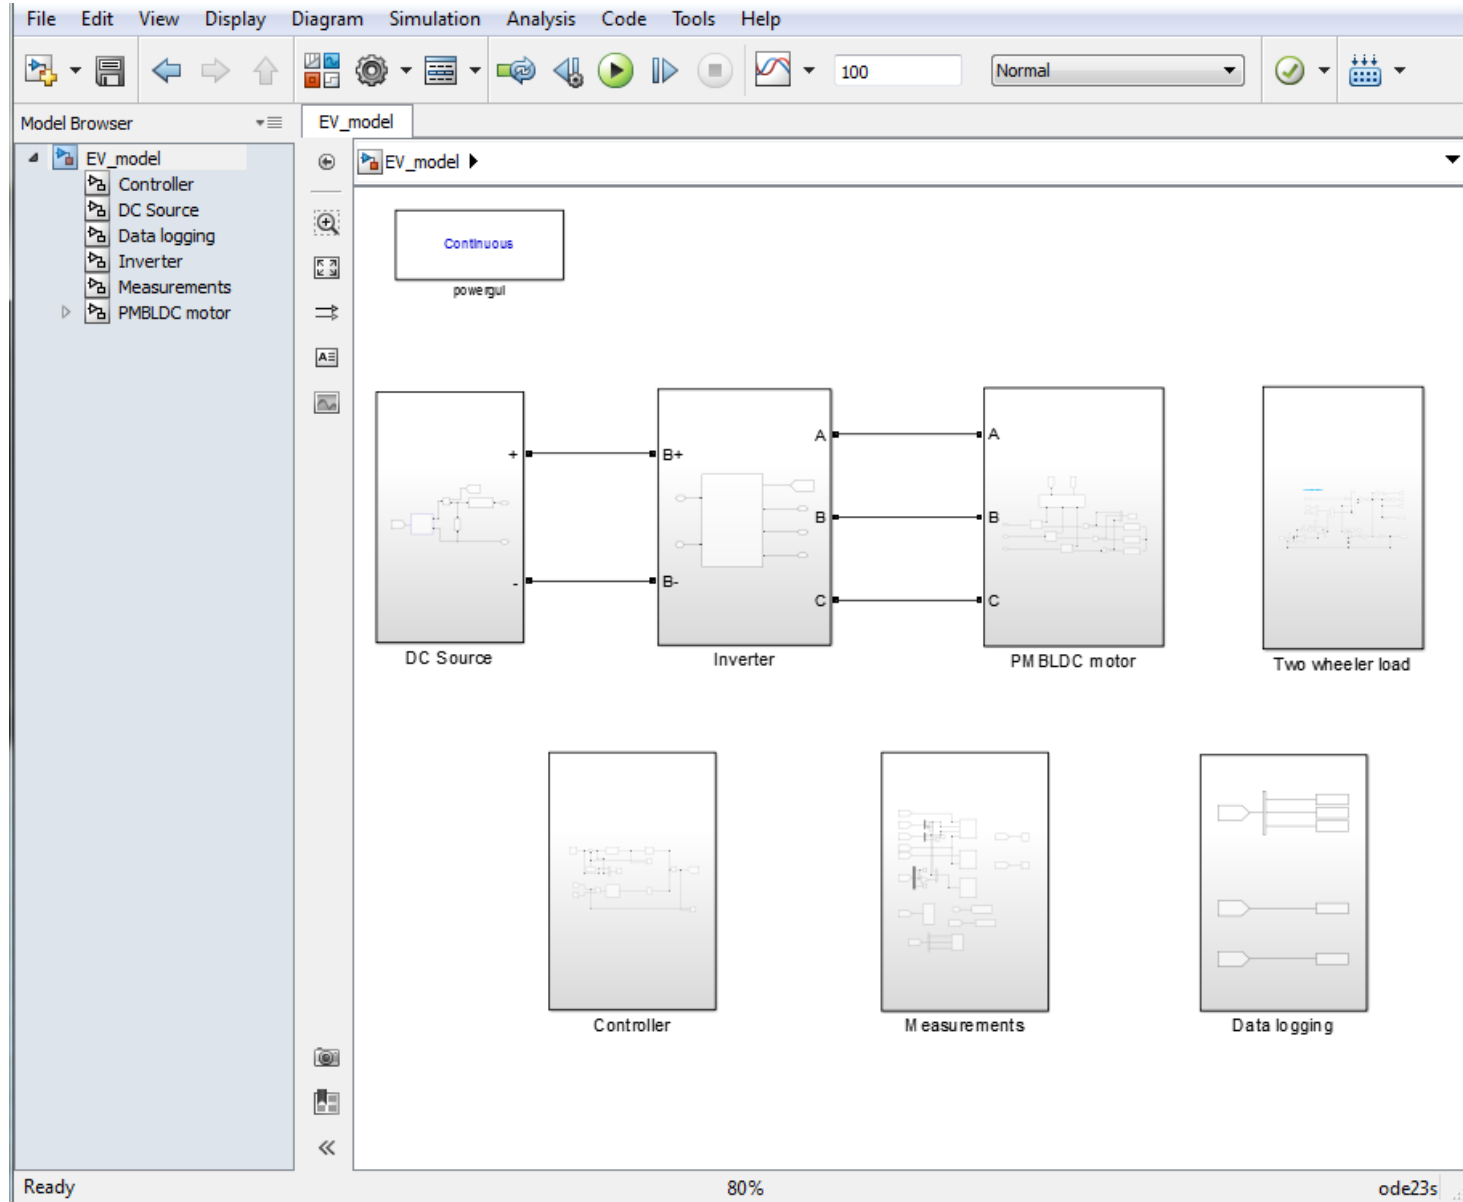 File Edit View Display Diagram Simulation Analysis Code Tools Help
100 Normal
Model Browser
EV_model
EV_model
Controller
DC Source
Data logging
Inverter
Measurements
PMBLDC motor
EV_model
Continuous
powergui
+ B+ A A
B B
- B- C C
DC Source
Inverter
PMBLDC motor
Two wheeler load
Controller
Measurements
Data logging
Ready 80% ode23s